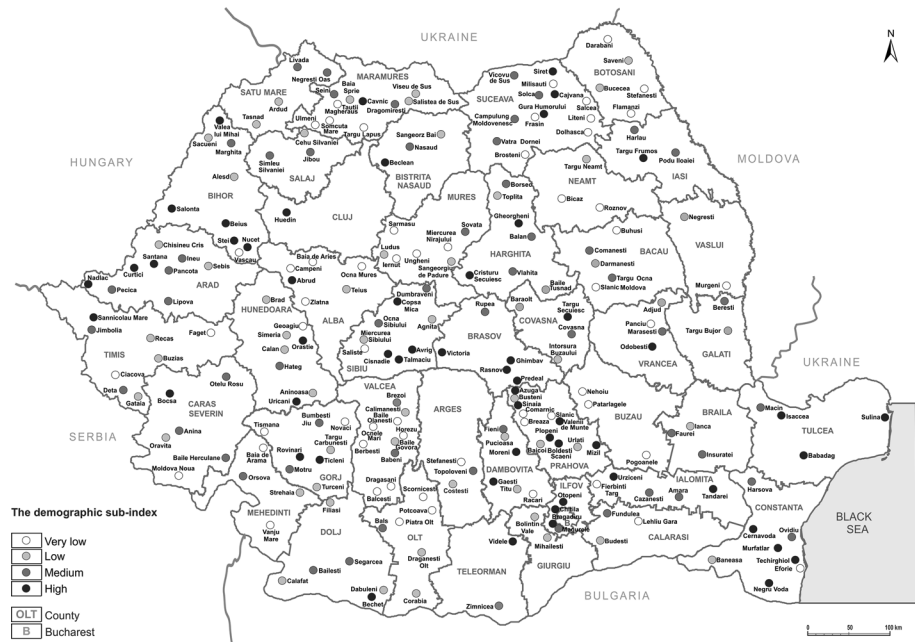 UKRAINE
N
Darabani
Livada
Negresti Oas
MARAMURES
Baia
Sprie
Seini
Viseu de Sus
Vicovu
de Sus
Siret
Milisauti
Saveni
BOTOSANI
SATU MARE
Ardud
Tautii
Magheraus
Cavnic
Dragomiresti
Salistea de Sus
SUCEAVA
Solca
Cajvana
Bucecea
Stefanesti
Tasnad
Ulmeni
Somcuta
Mare
Targu Lapus
Campulung
Moldovenesc
Gura Humorului
Frasin
Salcea
Liteni
Flamanzi
Valea
lui Mihai
Sacueni
Marghita
Cehu Silvaniei
Sangeorz Bai
Dolhasca
Harlau
HUNGARY
Simleu
Silvaniei
Jibou
Nasaud
Vatra Dornei
Brosteni
Targu Frumos
Podu Iloaiei
MOLDOVA
Alesd
SALAJ
Beclean
BISTRITA
NASAUD
Targu Neamt
IASI
BIHOR
Borsec
Toplita
NEAMT
Salonta
Huedin
CLUJ
MURES
Bicaz
Roznov
Beius
Sarmasu
Sovata
Gheorgheni
Negresti
Stei
Nucet
Vascau
Miercurea
Nirajului
Balan
Buhusi
Chisineu Cris
Ludus
Iernut
Ungheni
HARGHITA
Comanesti
BACAU
VASLUI
Santana
Ineu
Sebis
Baia de Aries
Campeni
Ocna Mures
Sangeorgiu
de Padure
Darmanesti
Nadlac
Curtici
Pancota
Abrud
Cristuru
Secuiesc
Vlahita
Targu Ocna
Pecica
ARAD
Teius
Baile
Tusnad
Slanic Moldova
Murgeni
Lipova
Brad
Zlatna
Dumbraveni
Copsa
Mica
Rupea
Baraolt
Targu
Secuiesc
Adjud
Beresti
HUNEDOARA
ALBA
Sannicolau Mare
Jimbolia
Geoagiu
Ocna
Sibiului
Agnita
COVASNA
Covasna
Panciu
Marasesti
Targu Bujor
Recas
Faget
Simeria
Orastie
Miercurea
Sibiului
BRASOV
Odobesti
GALATI
UKRAINE
TIMIS
Buzias
Calan
Hateg
Saliste
Avrig
Victoria
Intorsura
Buzaului
VRANCEA
Ciacova
Otelu Rosu
SIBIU
Cisnadie
Talmaciu
Ghimbav
Rasnov
Deta
Gataia
Bocsa
Aninoasa
Uricani
VALCEA
Predeal
Azuga
Busteni
Sinaia
Nehoiu
Patarlagele
BRAILA
Macin
Isaccea
Sulina
CARAS
SEVERIN
Brezoi
Calimanesti
Baile
Olanesti
ARGES
Comarnic
Breaza
Slanic
Valenii
de Munte
BUZAU
Ianca
TULCEA
SERBIA
Oravita
Anina
Tismana
Bumbesti
Jiu
Novaci
Horezu
Ocnele
Mari
Baile
Govora
Fieni
Pucioasa
Plopeni
Urlati
Faurei
Baile Herculane
Baia de
Arama
Rovinari
Targu
Carbunesti
Ticleni
Berbesti
Babeni
Stefanesti
Topoloveni
Moreni
Baicoi
Boldesti
Scaeni
Mizil
Pogoanele
Insuratei
Babadag
Moldova Noua
Orsova
Motru
GORJ
DAMBOVITA
PRAHOVA
Strehaia
Turceni
Dragasani
Balcesti
Scornicesti
Costesti
Gaesti
Titu
ILFOV
Otopeni
Urziceni
Fierbinti
Targ
IALOMITA
Amara
Harsova
MEHEDINTI
Filiasi
Potcoava
Racari
Chitila
Bragadiru
Cazanesti
Tandarei
CONSTANTA
The demographic sub-index
Vanju
Mare
DOLJ
Bals
Piatra Olt
Bolintin
Vale
B
Magurele
Fundulea
Lehliu Gara
Ovidiu
BLACK
SEA
Very low
OLT
Videle
Mihailesti
Budesti
CALARASI
Cernavoda
Murfatlar
Low
Segarcea
Draganesti
Olt
TELEORMAN
GIURGIU
Baneasa
Techirghiol
Eforie
Medium
Bailesti
High
Calafat
Dabuleni
Bechet
Corabia
Zimnicea
BULGARIA
Negru Voda
OLT County
B Bucharest
0 50 100 km